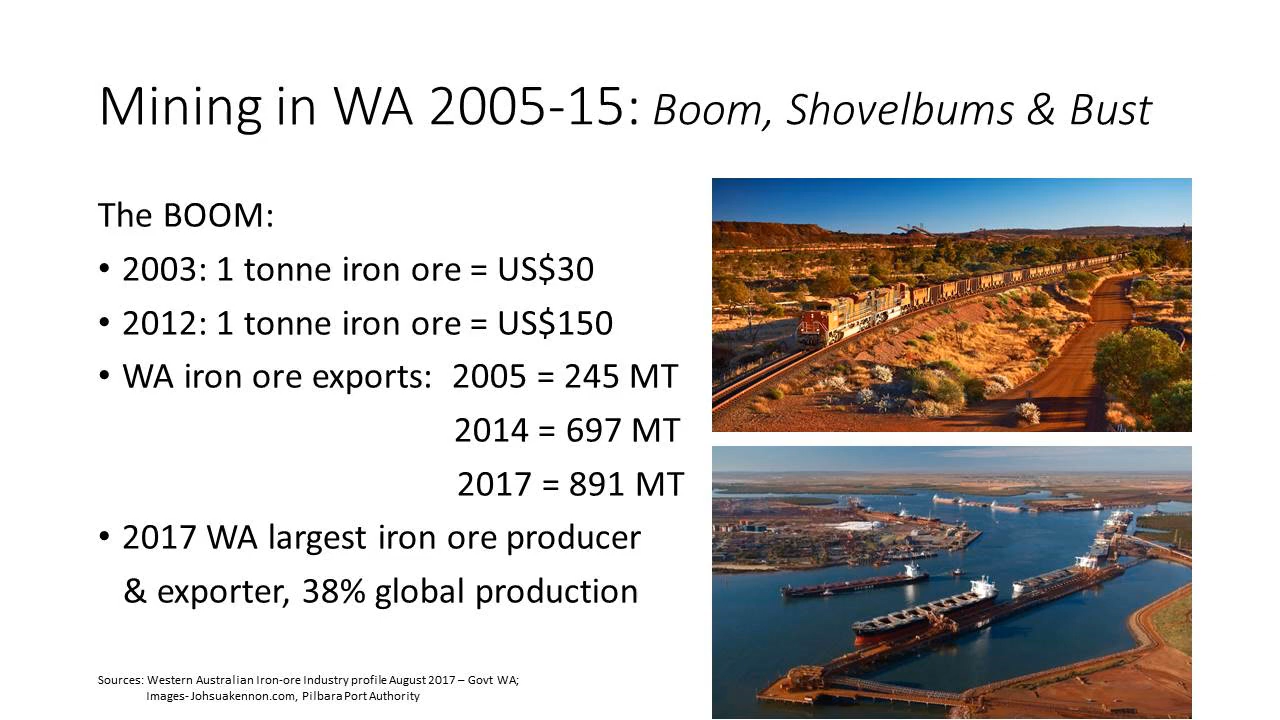 Mining in WA 2005-15: Boom, Shovelbums & Bust
The BOOM:
• 2003: 1 tonne iron ore = US$30
• 2012: 1 tonne iron ore = US$150
• WA iron ore exports: 2005 = 245 MT
2014 = 697 MT
2017 = 891 MT
• 2017 WA largest iron ore producer
& exporter, 38% global production
Sources: Western Australian Iron-ore Industry profile August 2017 – Govt WA;
Images- Johsuakennon.com, Pilbara Port Authority